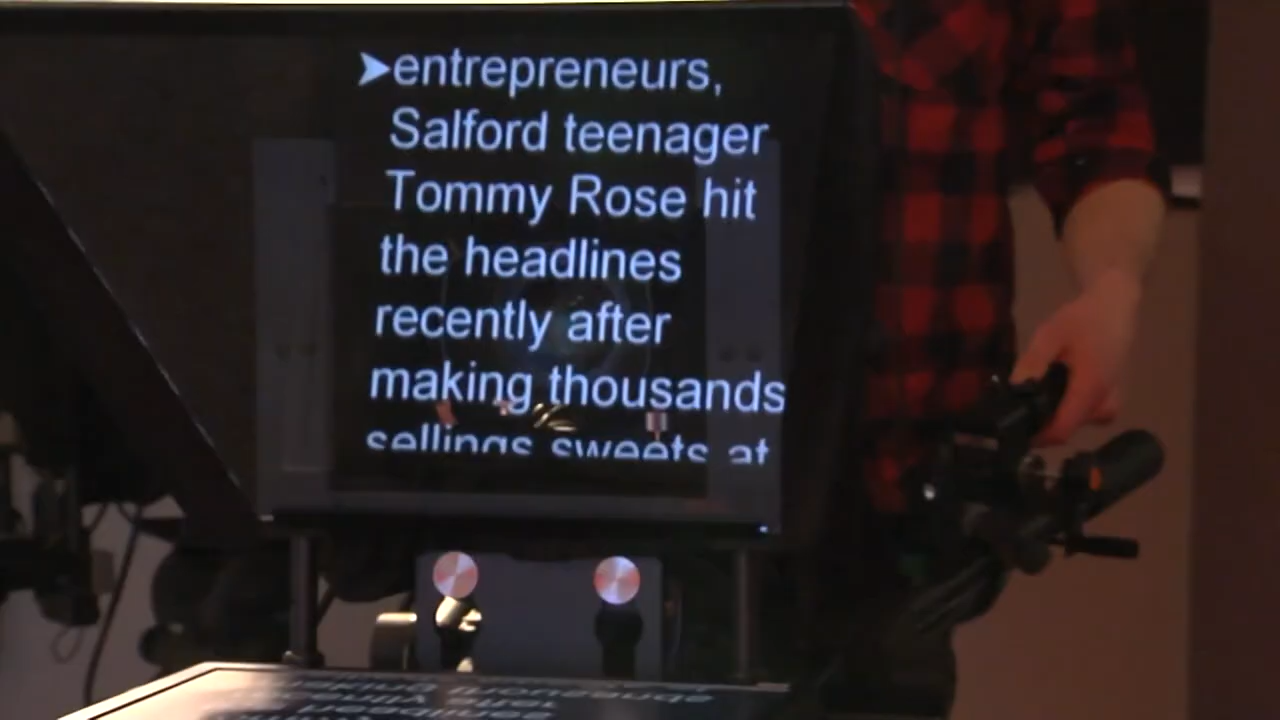 ➤entrepreneurs,
Salford teenager
Tommy Rose hit
the headlines
recently after
making thousands
sellings sweets at